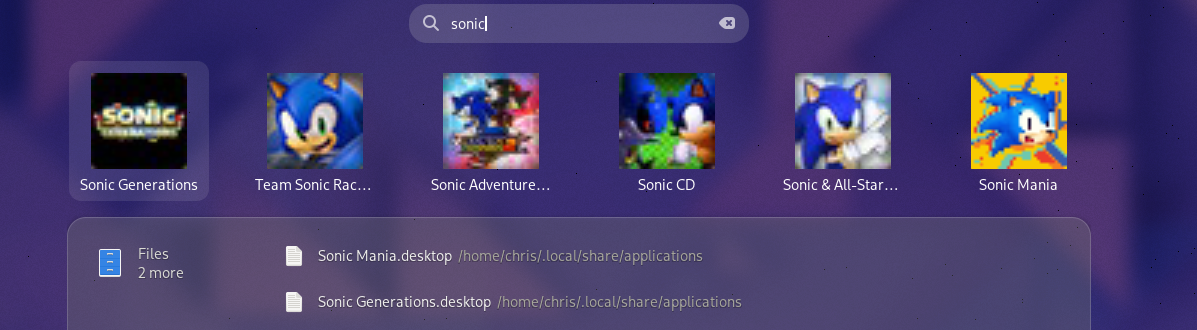 sonic
SONIC
GENERATIONS
Sonic Generations
Team Sonic Rac...
Sonic Adventure...
Sonic CD
Sonic & All-Star...
Sonic Mania
Files
2 more
Sonic Mania.desktop /home/chris/.local/share/applications
Sonic Generations.desktop /home/chris/.local/share/applications